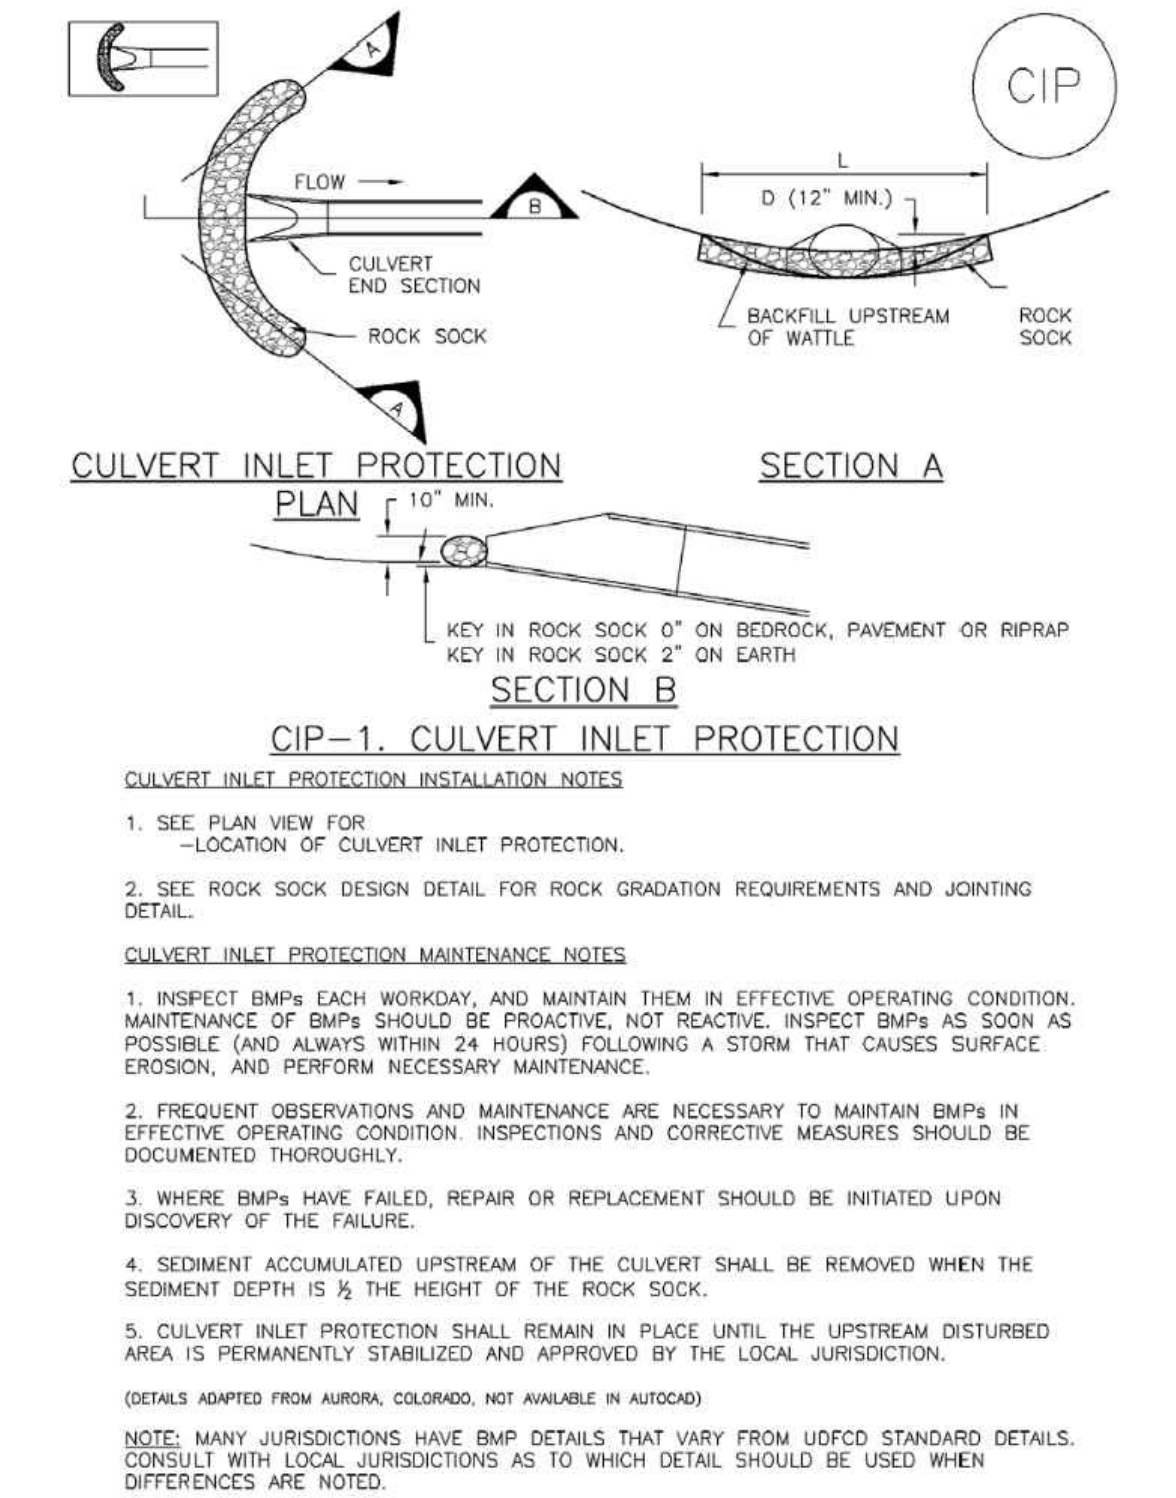 A
CIP
L
FLOW
D (12" MIN.)
B
CULVERT
END SECTION
BACKFILL UPSTREAM
OF WATTLE
ROCK
SOCK
ROCK SOCK
A
CULVERT INLET PROTECTION
PLAN
SECTION A
10" MIN.
KEY IN ROCK SOCK 0" ON BEDROCK, PAVEMENT OR RIPRAP
KEY IN ROCK SOCK 2" ON EARTH
SECTION B
CIP-1. CULVERT INLET PROTECTION
CULVERT INLET PROTECTION INSTALLATION NOTES
1. SEE PLAN VIEW FOR
-LOCATION OF CULVERT INLET PROTECTION.
2. SEE ROCK SOCK DESIGN DETAIL FOR ROCK GRADATION REQUIREMENTS AND JOINTING
DETAIL.
CULVERT INLET PROTECTION MAINTENANCE NOTES
1. INSPECT BMPs EACH WORKDAY, AND MAINTAIN THEM IN EFFECTIVE OPERATING CONDITION.
MAINTENANCE OF BMPs SHOULD BE PROACTIVE, NOT REACTIVE. INSPECT BMPs AS SOON AS
POSSIBLE (AND ALWAYS WITHIN 24 HOURS) FOLLOWING A STORM THAT CAUSES SURFACE
EROSION, AND PERFORM NECESSARY MAINTENANCE.
2. FREQUENT OBSERVATIONS AND MAINTENANCE ARE NECESSARY TO MAINTAIN BMPs IN
EFFECTIVE OPERATING CONDITION. INSPECTIONS AND CORRECTIVE MEASURES SHOULD BE
DOCUMENTED THOROUGHLY.
3. WHERE BMPs HAVE FAILED, REPAIR OR REPLACEMENT SHOULD BE INITIATED UPON
DISCOVERY OF THE FAILURE.
4. SEDIMENT ACCUMULATED UPSTREAM OF THE CULVERT SHALL BE REMOVED WHEN THE
SEDIMENT DEPTH IS ½ THE HEIGHT OF THE ROCK SOCK.
5. CULVERT INLET PROTECTION SHALL REMAIN IN PLACE UNTIL THE UPSTREAM DISTURBED
AREA IS PERMANENTLY STABILIZED AND APPROVED BY THE LOCAL JURISDICTION.
(DETAILS ADAPTED FROM AURORA, COLORADO, NOT AVAILABLE IN AUTOCAD)
NOTE: MANY JURISDICTIONS HAVE BMP DETAILS THAT VARY FROM UDFCD STANDARD DETAILS.
CONSULT WITH LOCAL JURISDICTIONS AS TO WHICH DETAIL SHOULD BE USED WHEN
DIFFERENCES ARE NOTED.